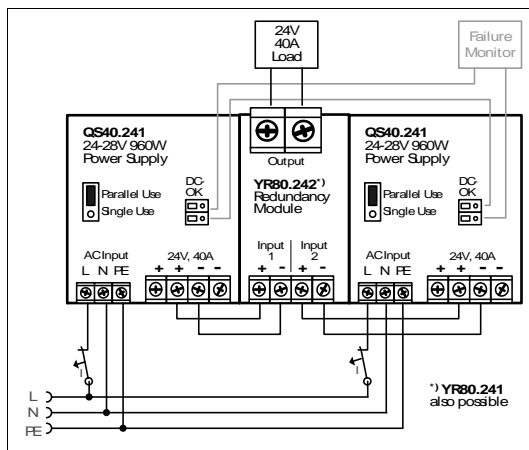 24V
40A
Load
Failure
Monitor
QS40.241
24-28V 960W
Power Supply
DC-
OK
Parallel Use
Single Use
AC Input
L N PE
24V, 40A
+ + - -
Output
YR80.242*)
Redundancy
Module
Input
1
Input
2
+ - + -
QS40.241
24-28V 960W
Power Supply
DC-
OK
Parallel Use
Single Use
AC Input
L N PE
24V, 40A
+ + - -
I
I
L
N
PE
*) YR80.241
also possible